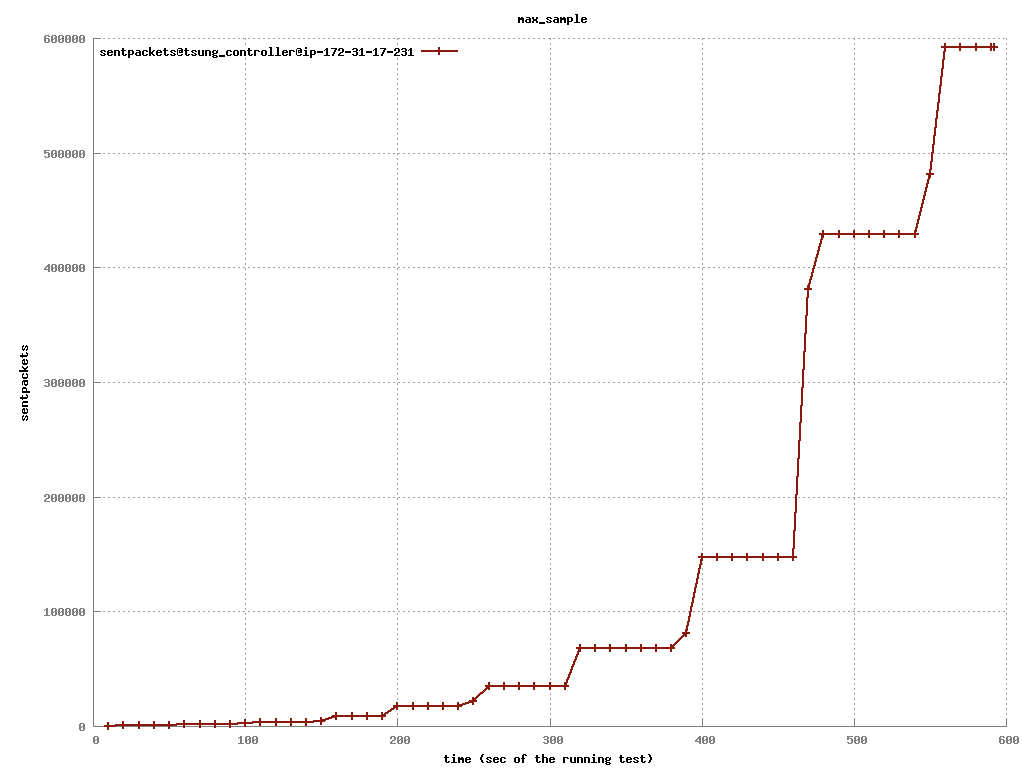 max_sample
600000
sentpackets@tsung_controller@ip-172-31-17-231
500000
400000
sentpackets
300000
200000
100000
0
0 100 200 300 400 500 600
time (sec of the running test)